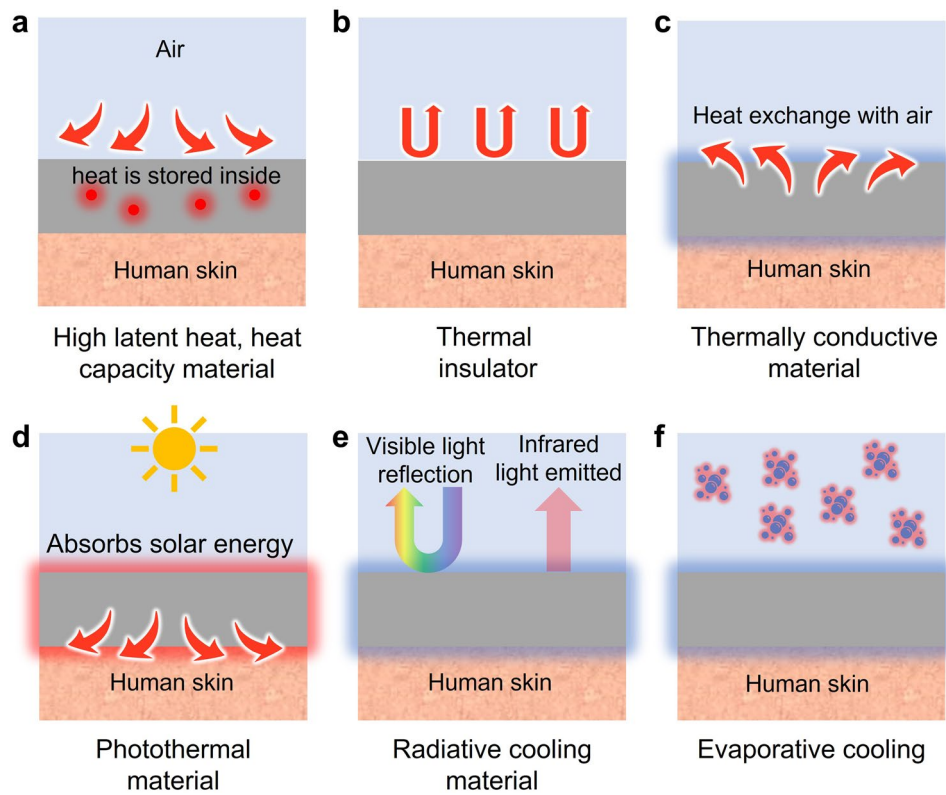 a
Air
heat is stored inside
Human skin
High latent heat, heat
capacity material
b
Human skin
Thermal
insulator
c
Heat exchange with air
Human skin
Thermally conductive
material
d
Absorbs solar energy
Human skin
Photothermal
material
e
Visible light
reflection
Infrared
light emitted
Human skin
Radiative cooling
material
f
Human skin
Evaporative cooling